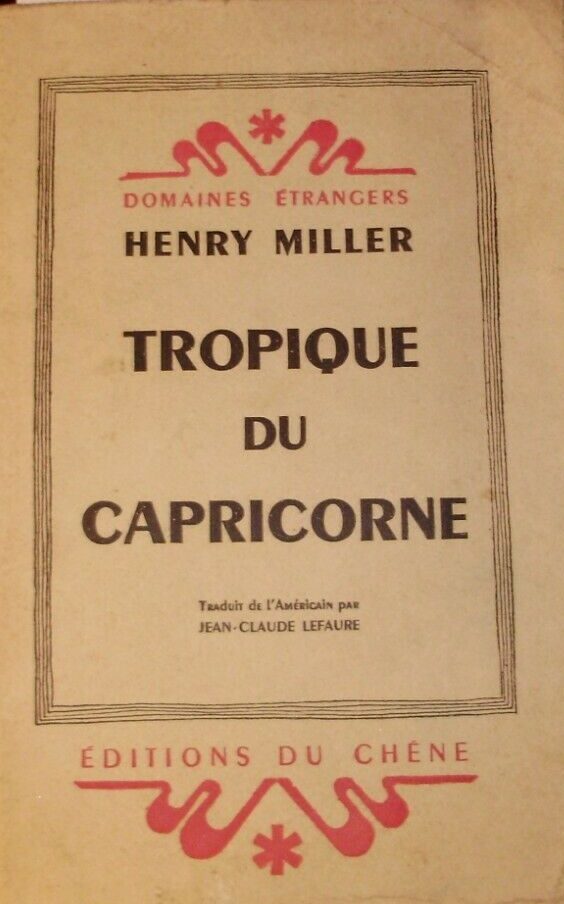 DOMAINES ÉTRANGERS
HENRY MILLER
TROPIQUE
DU
CAPRICORNE
Traduit de l'Américain par
JEAN-CLAUDE LEFAURE
ÉDITIONS DU CHÊNE